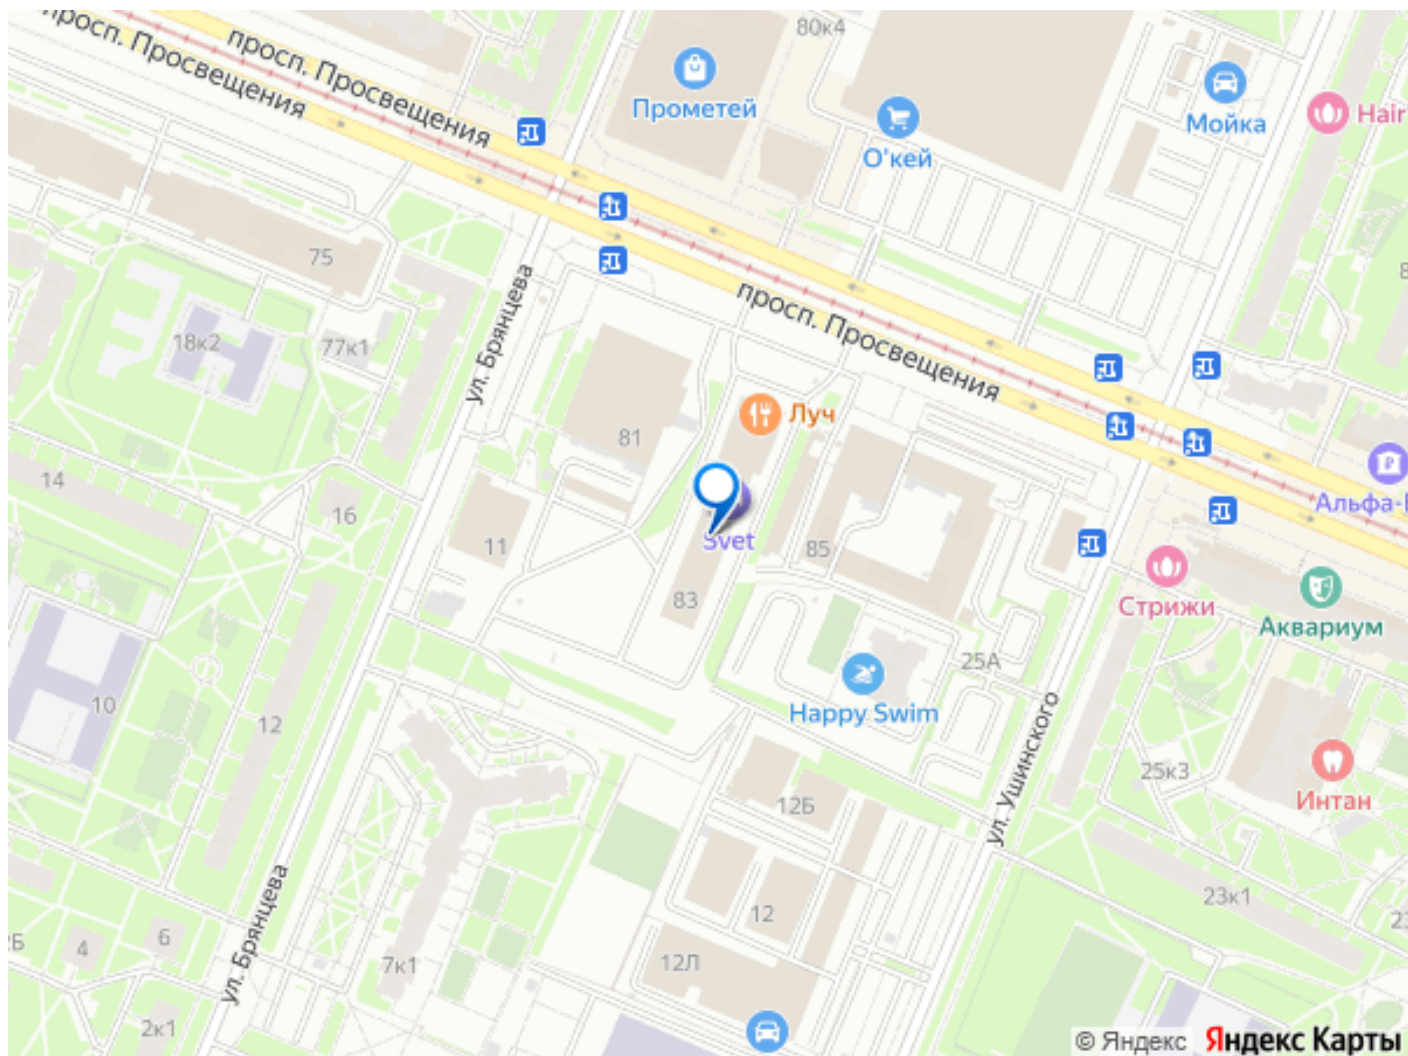 80к4
просп. Просвещения
просп. Просвещения
Прометей
Мойка
Hair
О'кей
75
просп. Просвещения
ул. Брянцева
18к2
77к1
Луч
81
14
Альфа-
16
Svet
11
85
83
Стрижи
Аквариум
25А
10
Happy Swim
12
25к3
ул. Ушинского
Интан
12Б
23к1
12
ул. Брянцева
6
4
12Л
7к1
2к1
© Яндекс Яндекс Карты